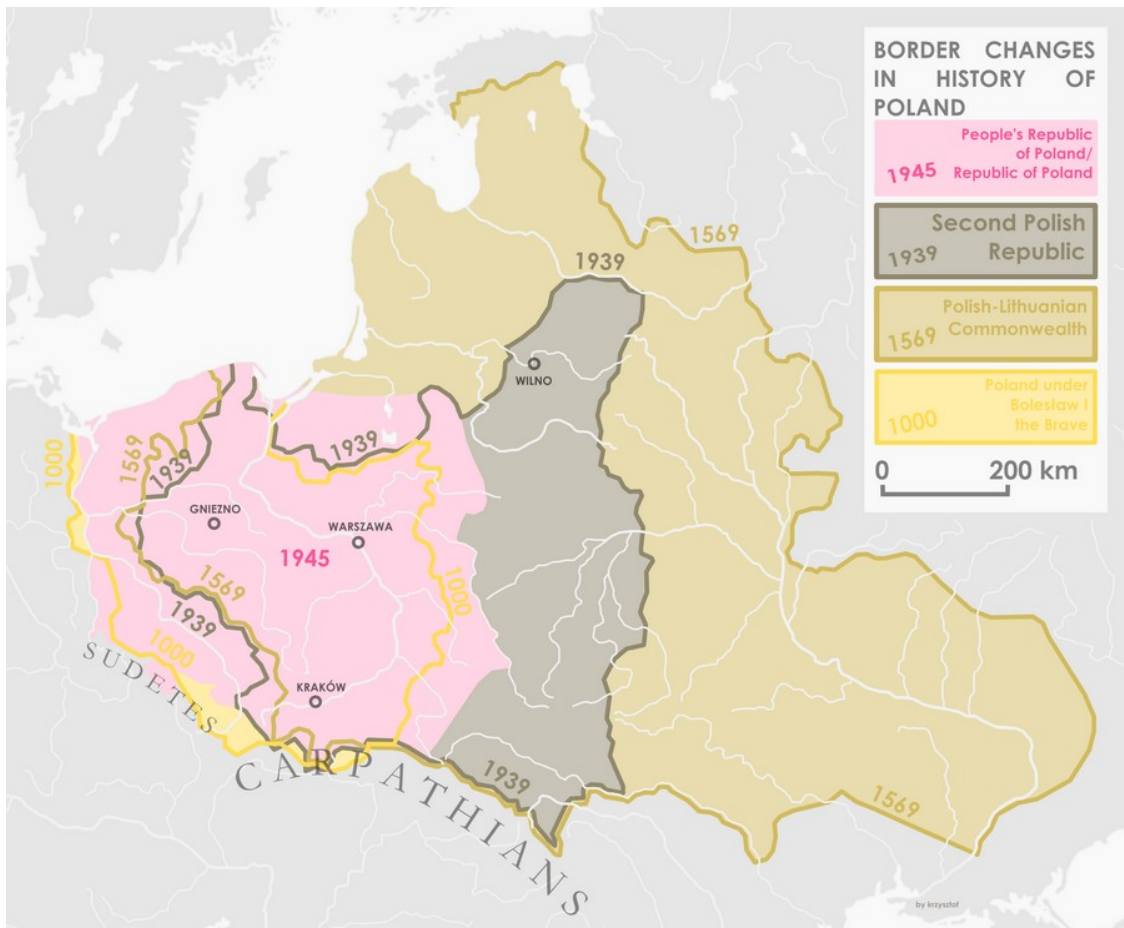 BORDER CHANGES
IN HISTORY OF
POLAND
People's Republic
of Poland/
1945 Republic of Poland
Second Polish
1939 Republic
Polish-Lithuanian
1569 Commonwealth
Poland under
Bolesław I
1000 the Brave
0 200 km
1569
1939
WILNO
1000
1569
1939
1939
GNIEZNO
WARSZAWA
1945
1000
1569
1939
1000
SUDETES
KRAKÓW
CARPATHIANS
1939
1569
by krzysztof